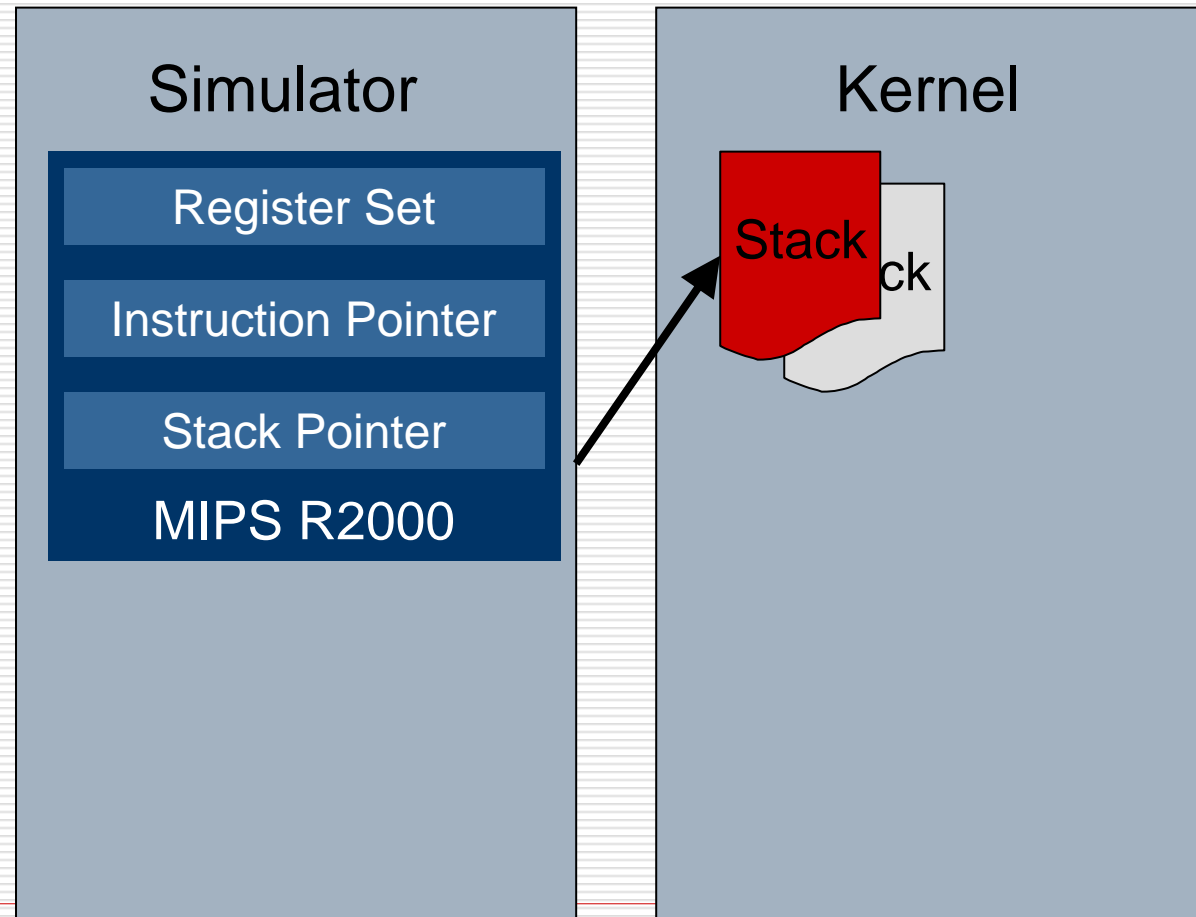 Simulator
Register Set
Instruction Pointer
Stack Pointer
MIPS R2000
Kernel
Stack
ck